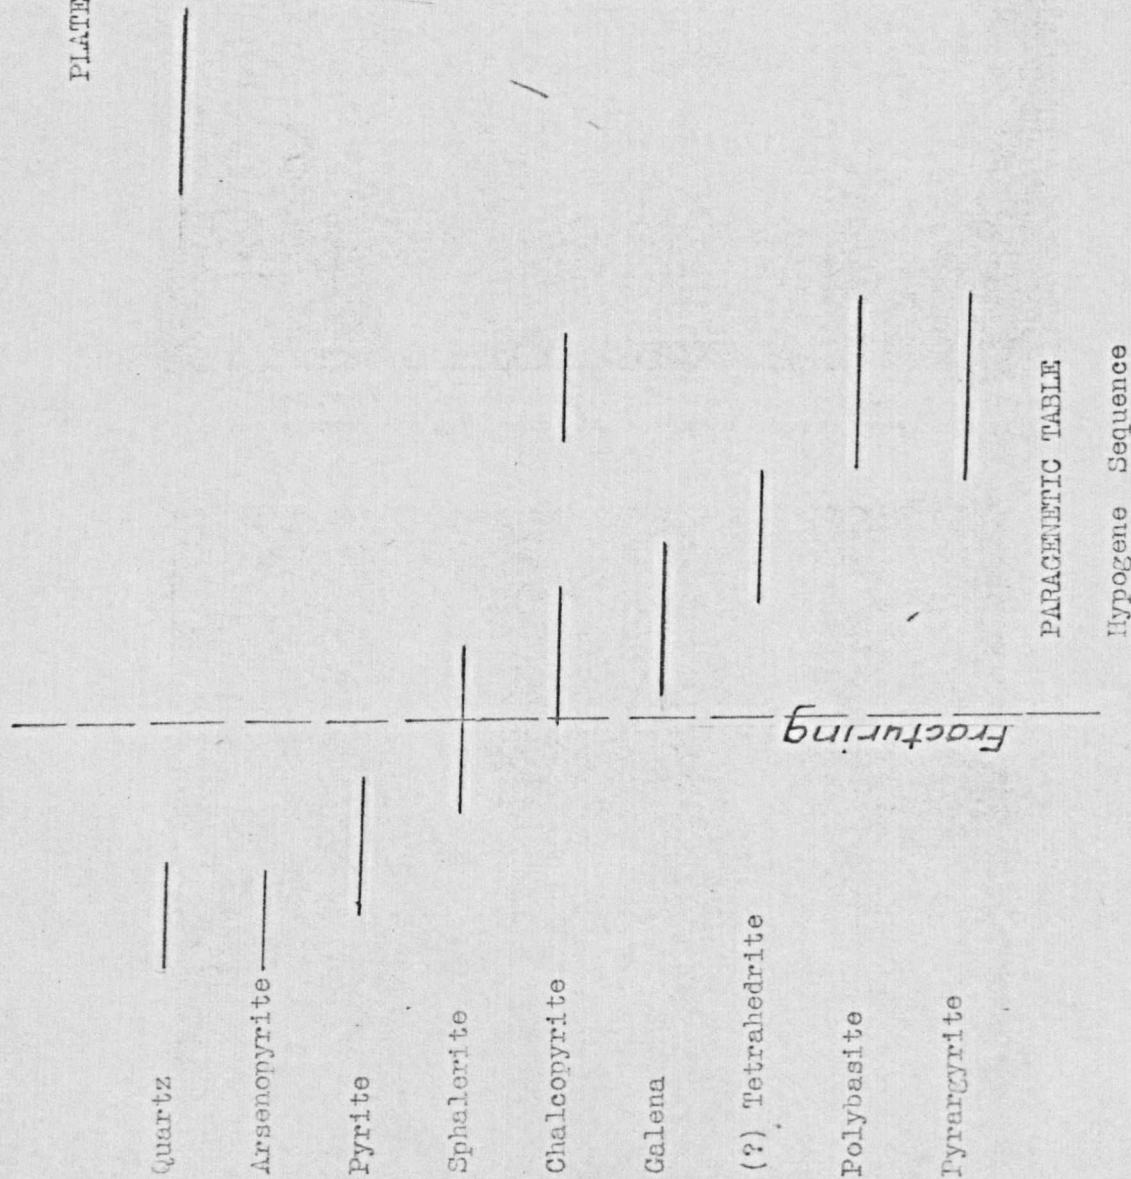 PLATE
Quartz
Arsenopyrite
Pyrite
Sphalerite
Chalcopyrite
Galena
(?) Tetrahedrite
Polybasite
Pyrargyrite
Fracturing
PARAGENETIC TABLE
Hypogene Sequence